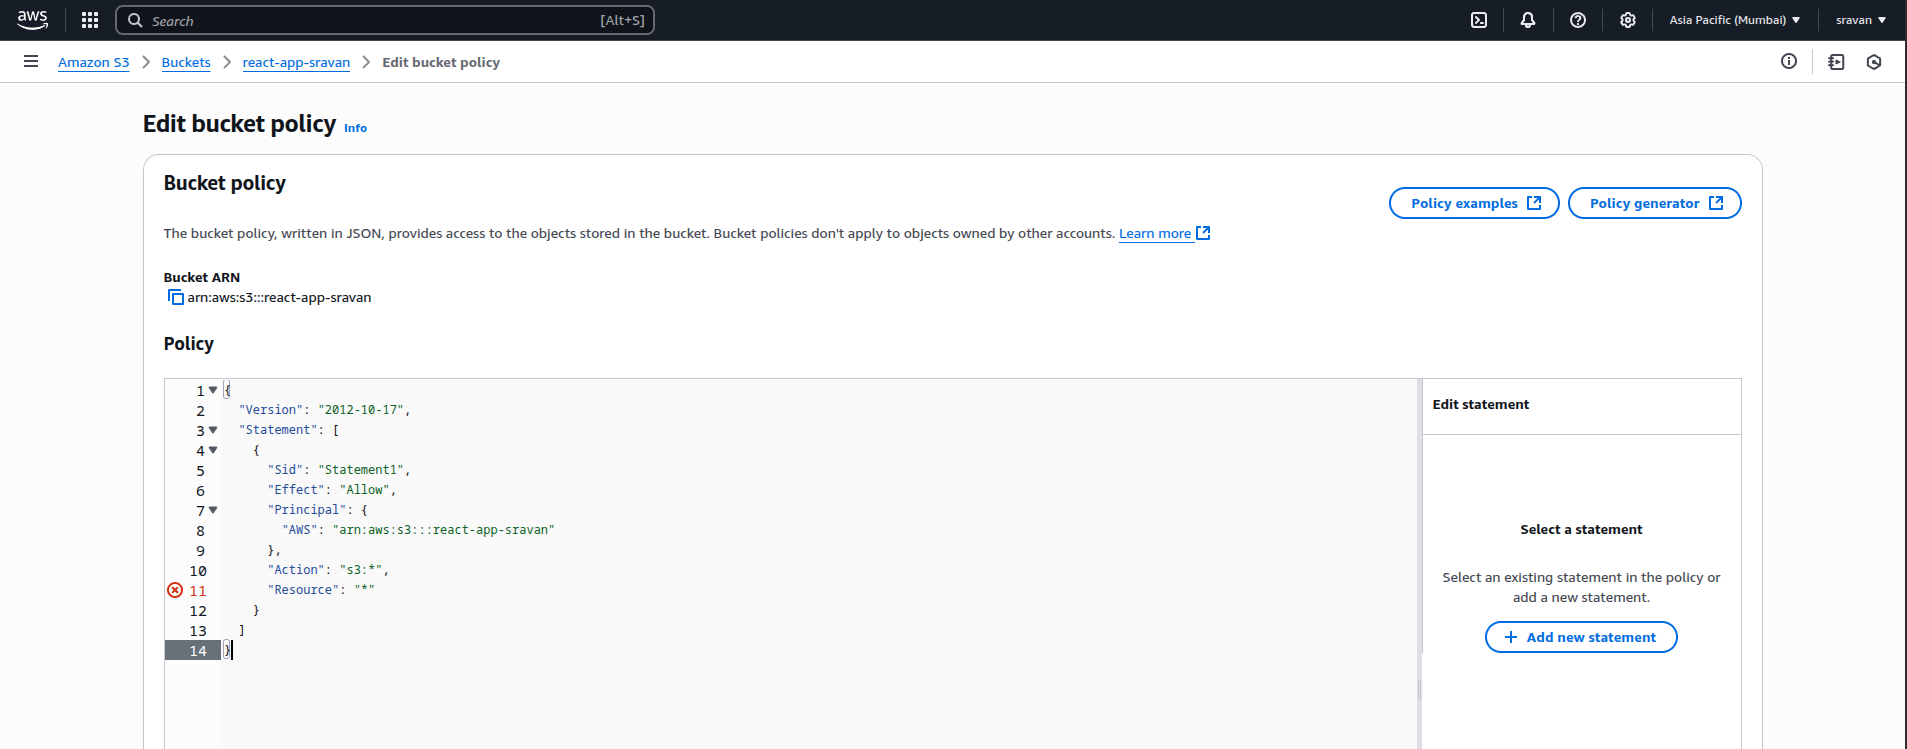 aws
Search [Alt+S]
Asia Pacific (Mumbai) sravan
Amazon S3 Buckets react-app-sravan Edit bucket policy
Edit bucket policy Info
Bucket policy
Policy examples Policy generator
The bucket policy, written in JSON, provides access to the objects stored in the bucket. Bucket policies don't apply to objects owned by other accounts. Learn more
Bucket ARN
arn:aws:s3:::react-app-sravan
Policy
1 {
2 "Version": "2012-10-17",
3 "Statement": [
4 {
5 "Sid": "Statement1",
6 "Effect": "Allow",
7 "Principal": {
8 "AWS": "arn:aws:s3:::react-app-sravan"
9 },
10 "Action": "s3:*",
11 "Resource": "*"
12 }
13 ]
14 }
Edit statement
Select a statement
Select an existing statement in the policy or
add a new statement.
+ Add new statement